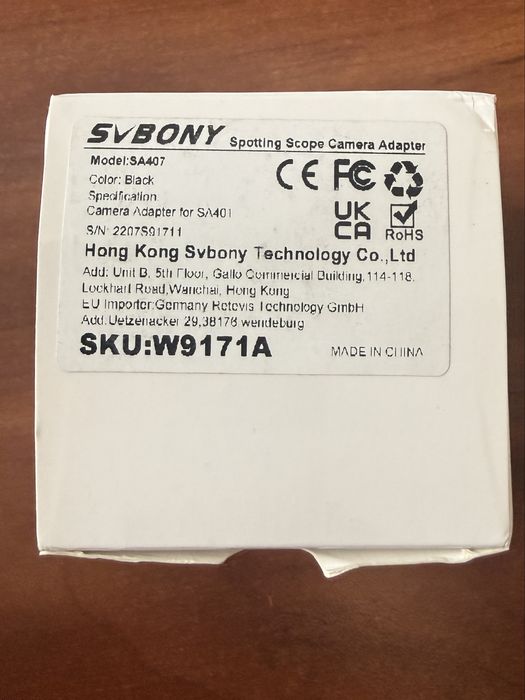 SVBONY Spotting Scope Camera Adapter
Model:SA407
Color: Black
Specification
Camera Adapter for SA401
S/N: 2207S91711
CE FC
UK
CA RoHS
Hong Kong Svbony Technology Co.,Ltd
Add: Unit B, 5th Floor, Gallo Commercial Building,114-118.
Lockhart Road,Wanchai, Hong Kong
EU Importer:Germany Retevis Technology GmbH
Add:Uetzenacker 29,38176 wendeburg
SKU:W9171A
MADE IN CHINA